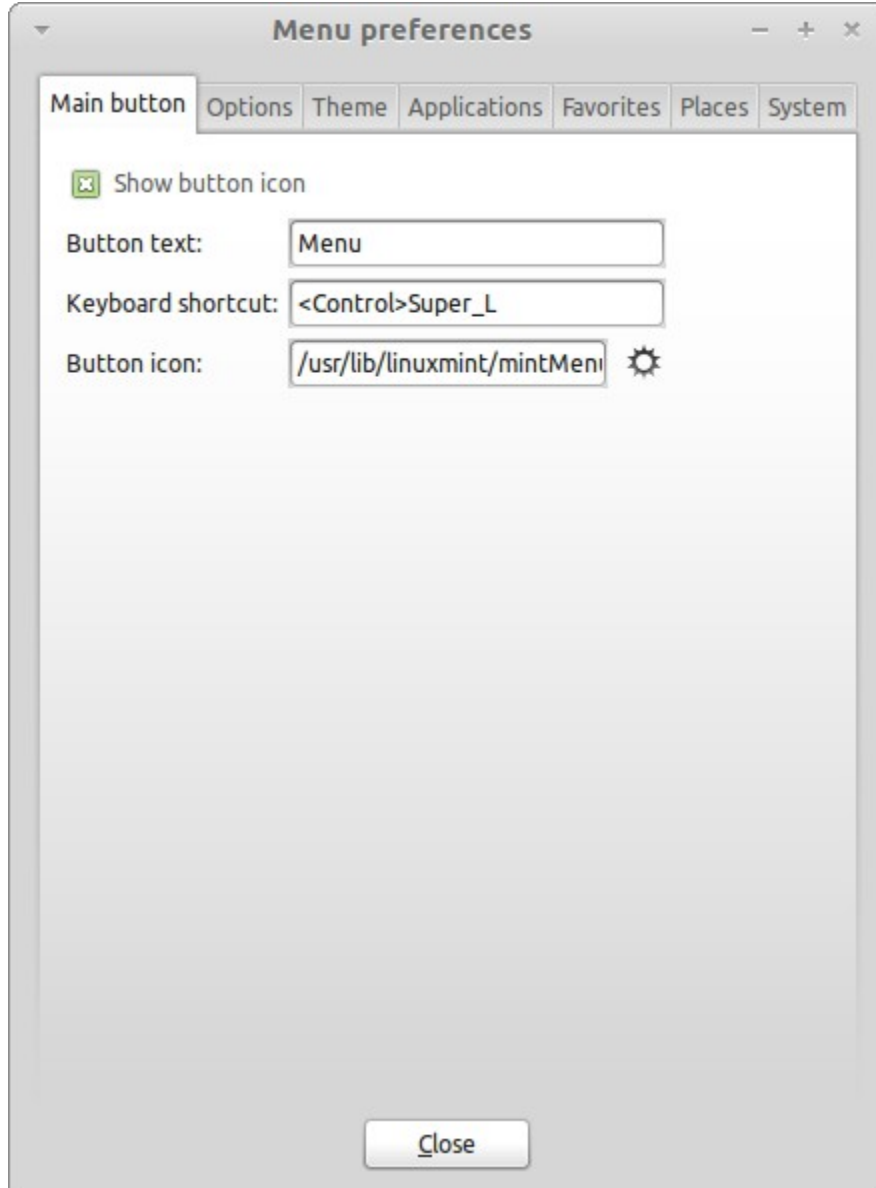 Menu preferences
Main button Options Theme Applications Favorites Places System
Show button icon
Button text: Menu
Keyboard shortcut: <Control>Super_L
Button icon: /usr/lib/linuxmint/mintMen
Close